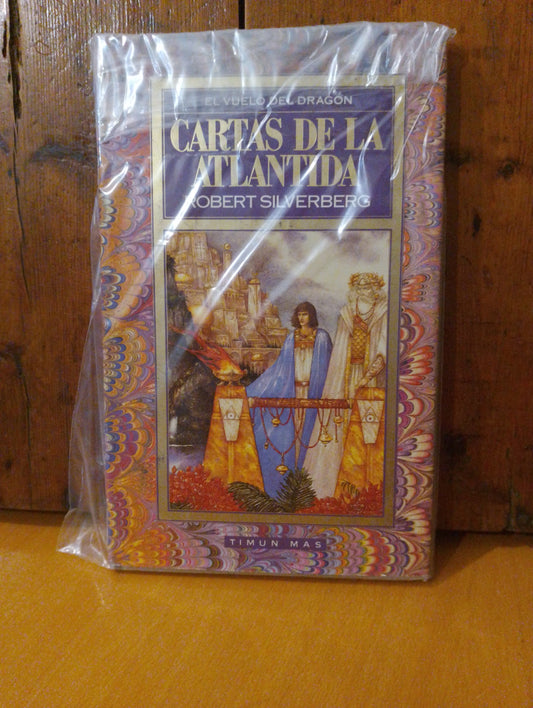 EL VUELO DEL DRAGÓN
CARTAS DE LA
ATLANTIDA
ROBERT SILVERBERG
TIMUN MAS